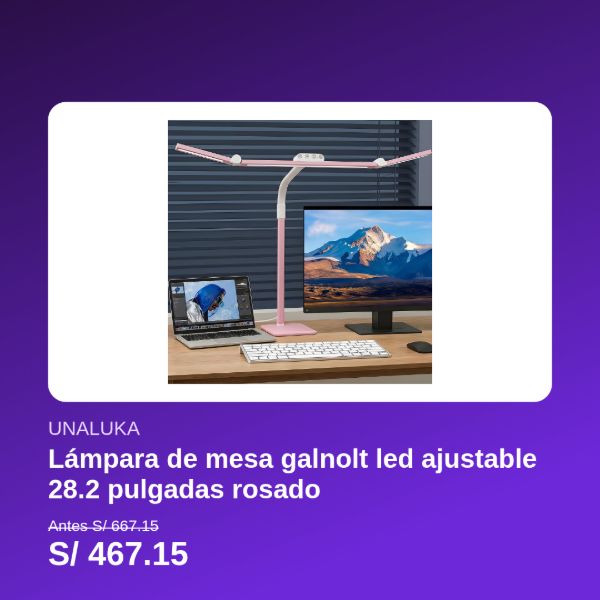 UNALUKA
Lámpara de mesa galnolt led ajustable
28.2 pulgadas rosado
Antes S/ 667.15
S/ 467.15